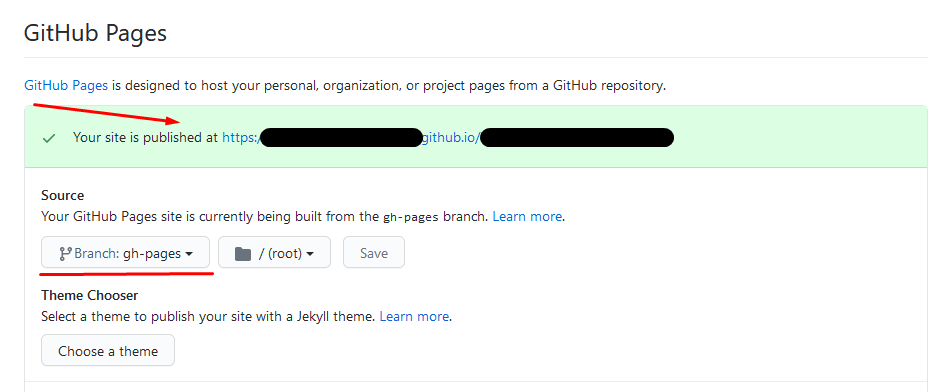 GitHub Pages
GitHub Pages is designed to host your personal, organization, or project pages from a GitHub repository.
Your site is published at https:/ github.io/
Source
Your GitHub Pages site is currently being built from the gh-pages branch. Learn more.
Branch: gh-pages / (root) Save
Theme Chooser
Select a theme to publish your site with a Jekyll theme. Learn more.
Choose a theme